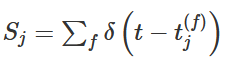 S_j = ∑_f δ (t − t_j^{(f)})